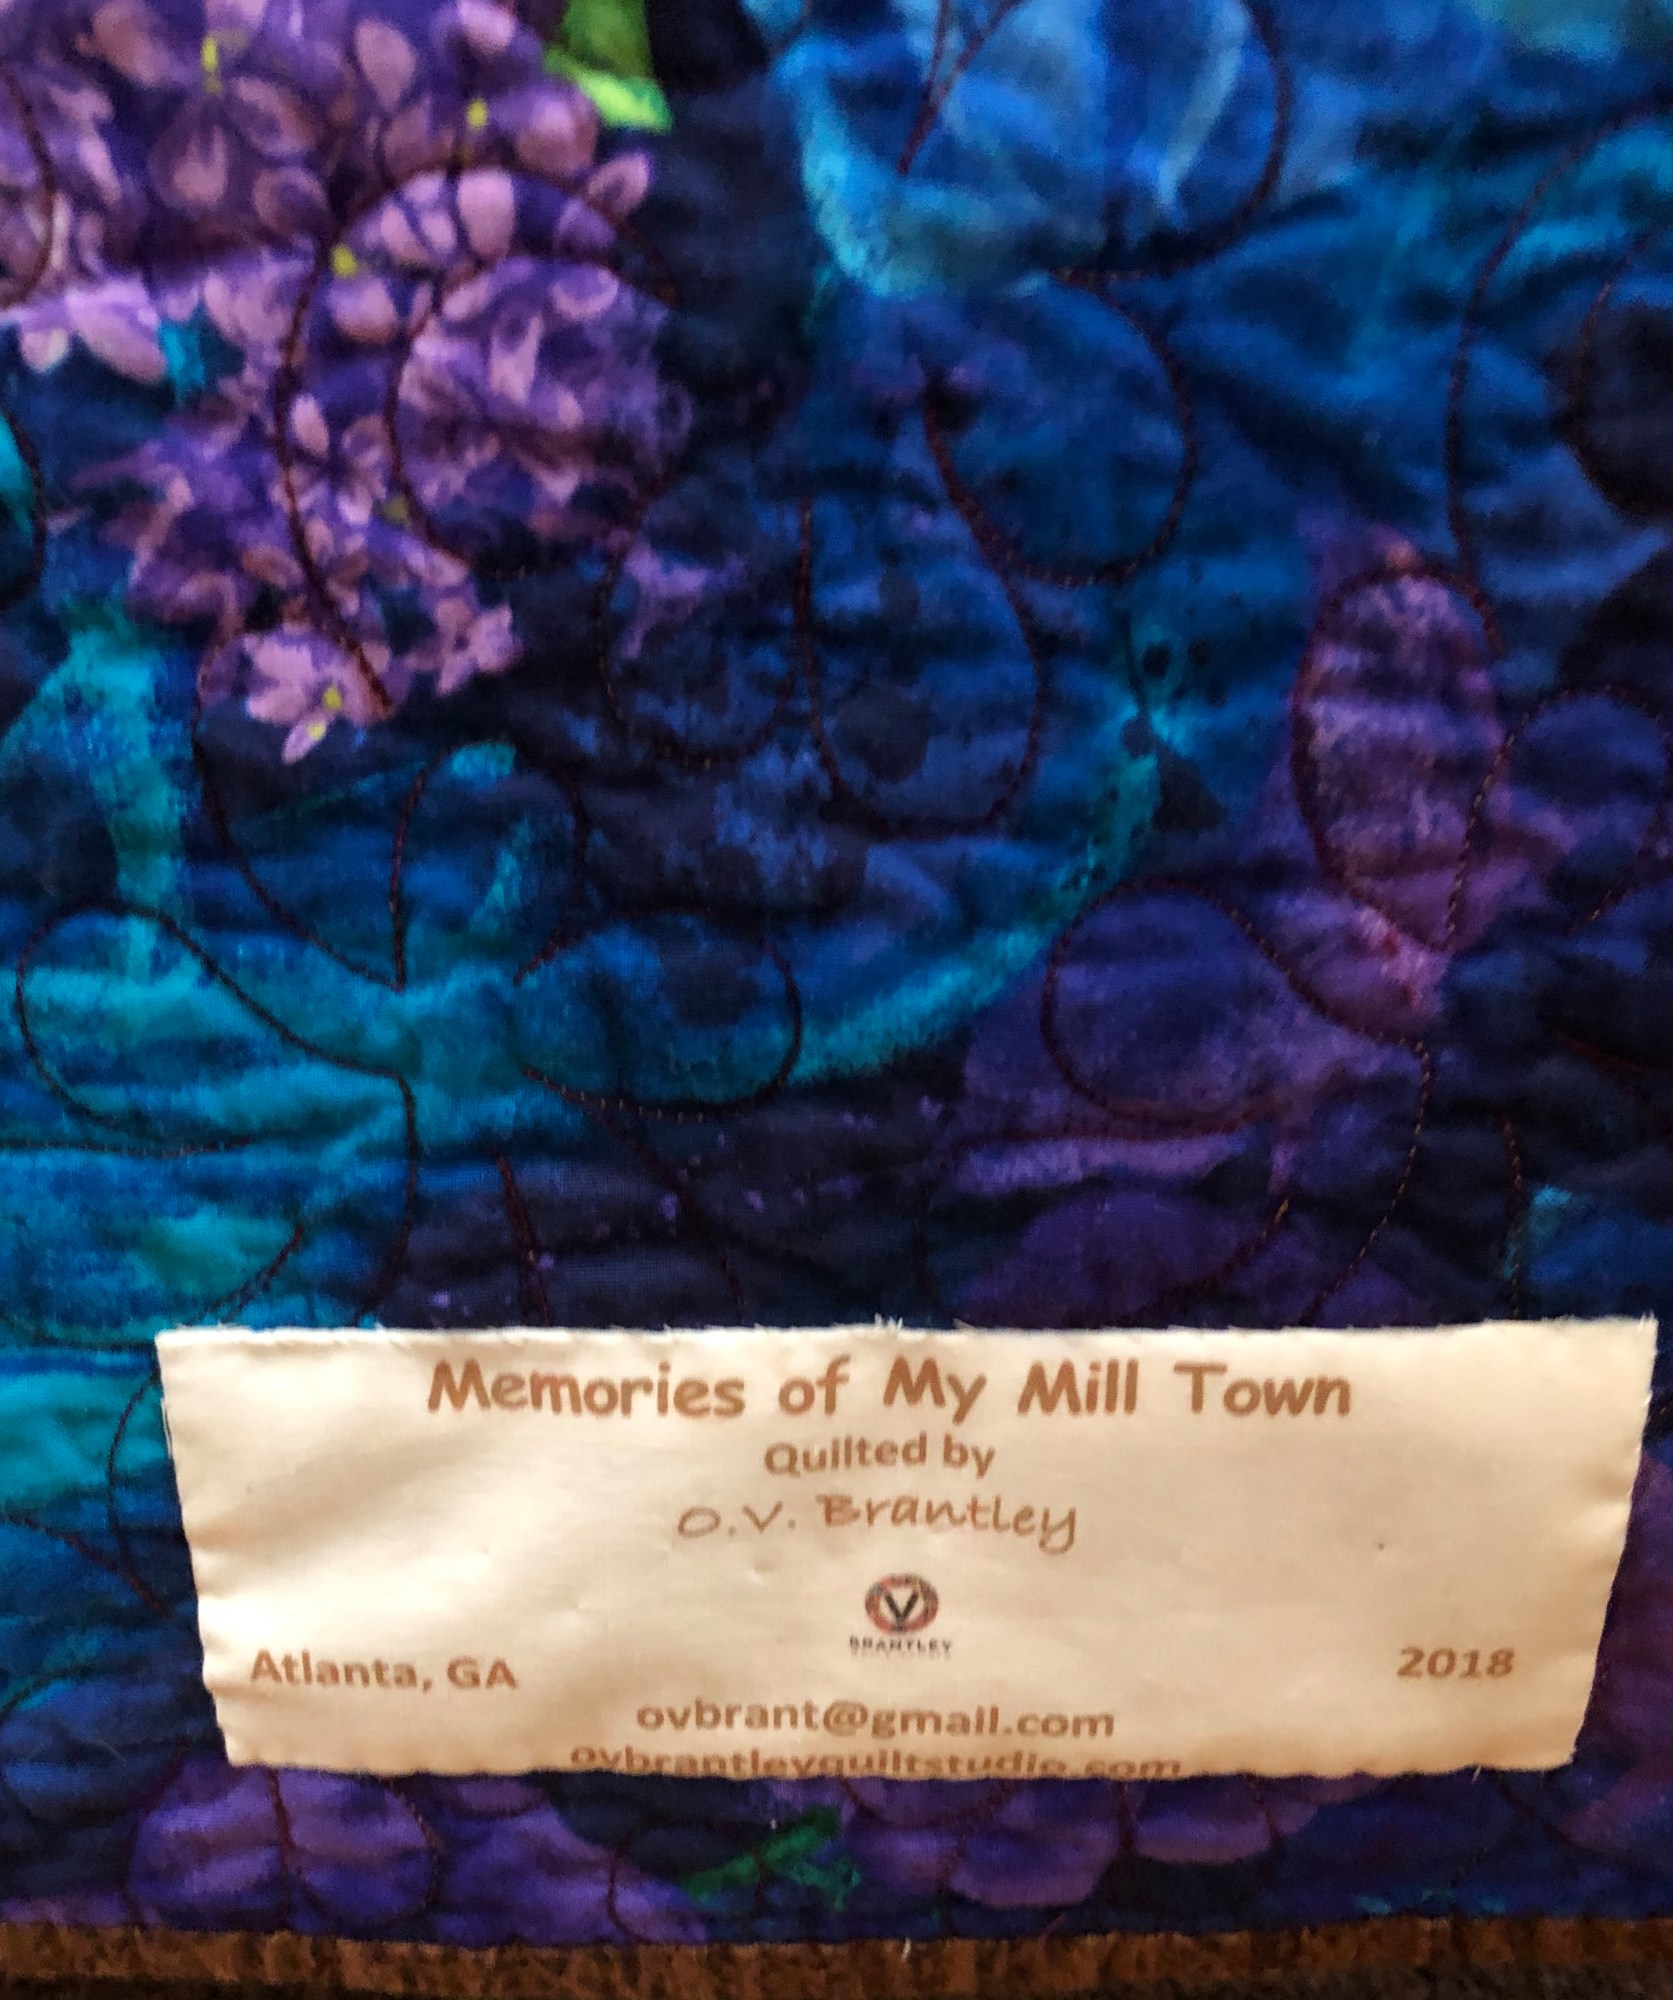 Memories of My Mill Town
Quilted by
O.V. Brantley
V
BRANTLEY
Atlanta, GA
2018
ovbrant@gmail.com
ovbrantleyquiltstudio.com